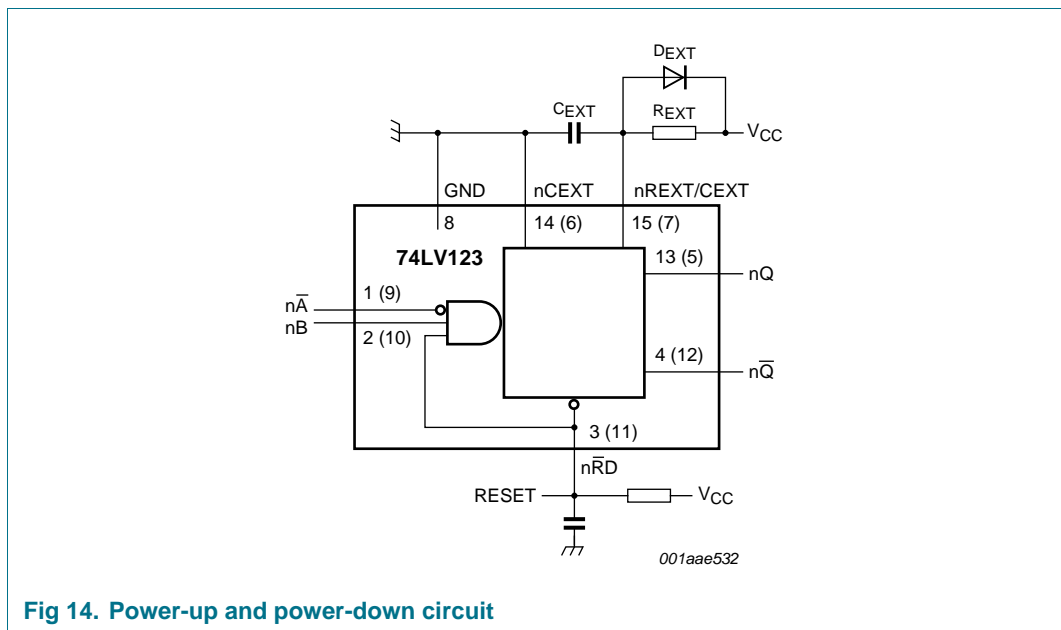 DEXT
CEXT
REXT
VCC
GND
nCEXT
nREXT/CEXT
8
14 (6)
15 (7)
74LV123
13 (5)
nQ
1 (9)
nA̅
nB
2 (10)
4 (12)
nQ̅
3 (11)
nR̅D
RESET
VCC
001aae532
Fig 14. Power-up and power-down circuit